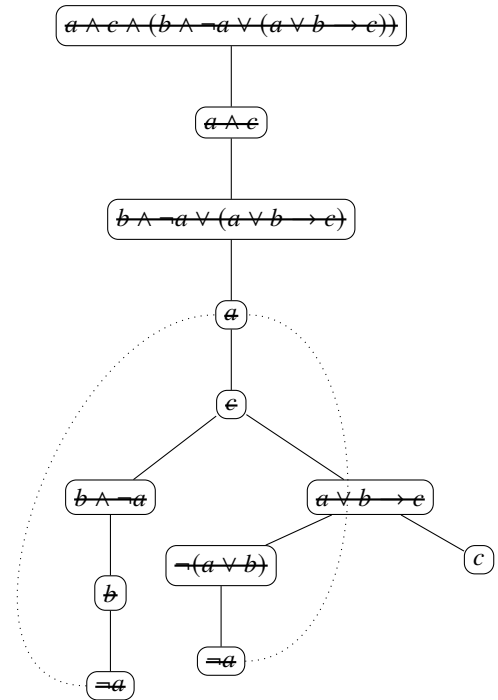 a ∧ c ∧ (b ∧ ¬a ∨ (a ∨ b → c))
a ∧ c
b ∧ ¬a ∨ (a ∨ b → c)
a
c
b ∧ ¬a
a ∨ b → c
¬(a ∨ b)
c
b
¬a
¬a